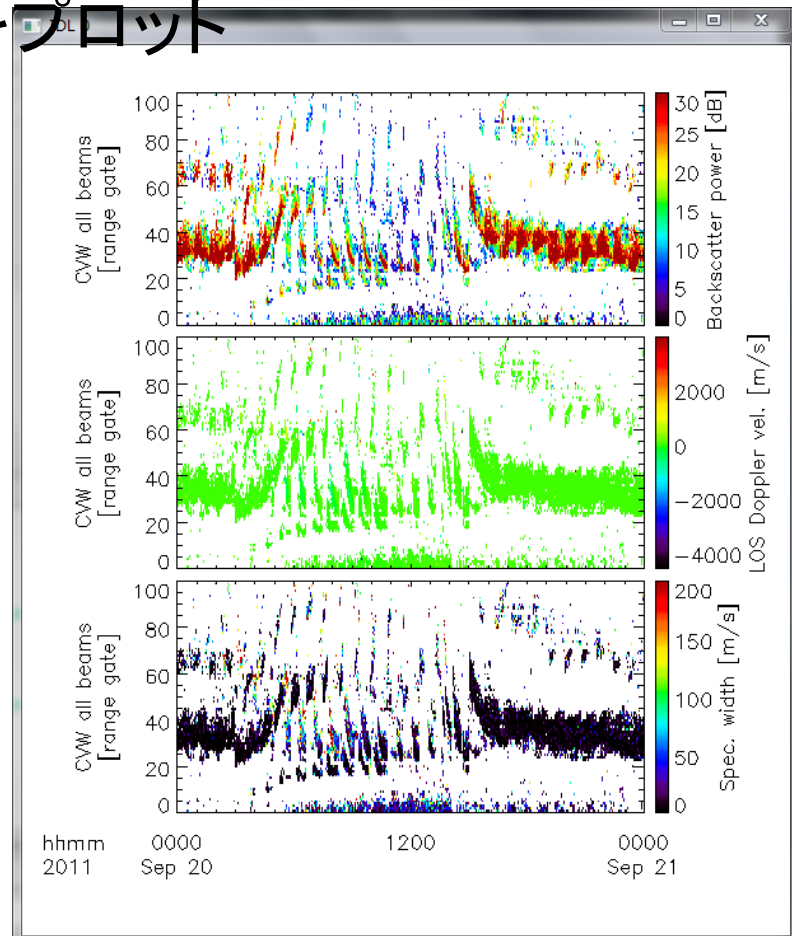 プロット
100
80
60
40
20
0
CVW all beams
[range gate]
30
25
20
15
10
5
0
Backscatter power [dB]
100
80
60
40
20
0
CVW all beams
[range gate]
2000
0
−2000
−4000
LOS Doppler vel. [m/s]
100
80
60
40
20
0
CVW all beams
[range gate]
200
150
100
50
0
Spec. width [m/s]
hhmm 0000 1200 0000
2011 Sep 20 Sep 21